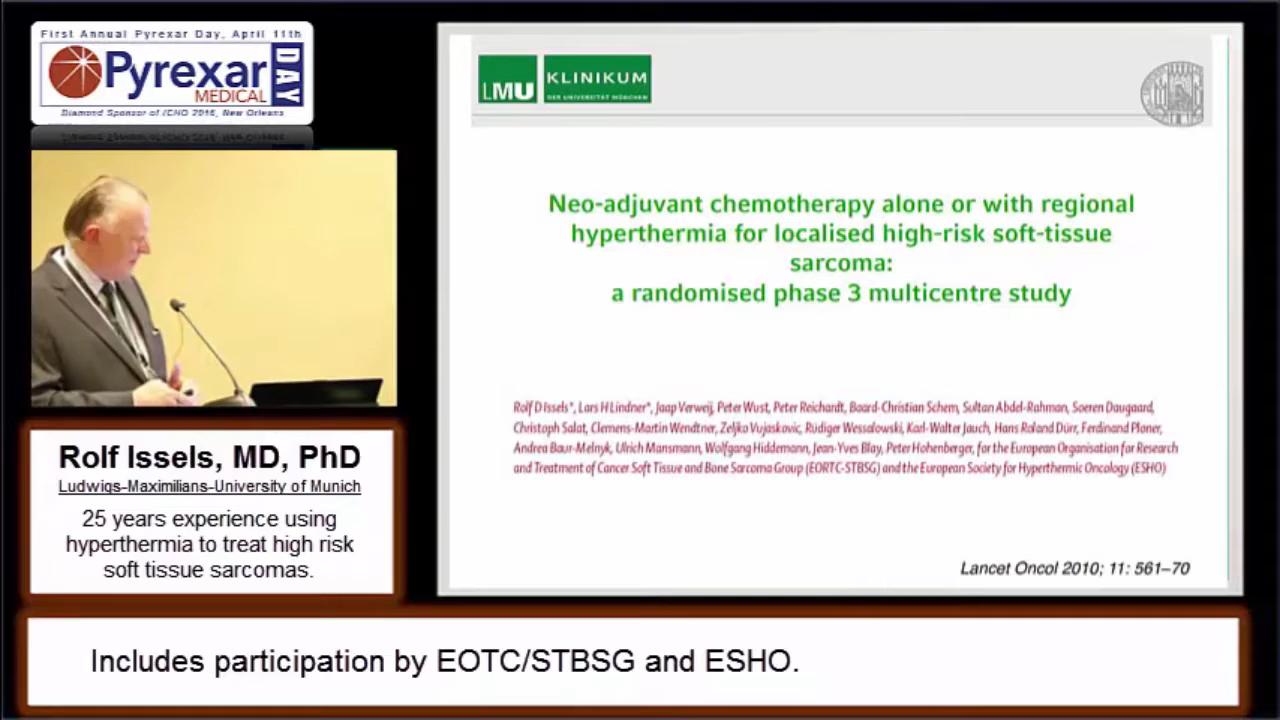 First Annual Pyrexar Day, April 11th
Pyrexar
MEDICAL
DAY
Diamond Sponsor of ICHO 2016, New Orleans
LMU
KLINIKUM
DER UNIVERSITÄT MÜNCHEN
Neo-adjuvant chemotherapy alone or with regional
hyperthermia for localised high-risk soft-tissue
sarcoma:
a randomised phase 3 multicentre study
Rolf D Issels*, Lars H Lindner*, Jaap Verweij, Peter Wust, Peter Reichardt, Baard-Christian Schem, Sultan Abdel-Rahman, Soeren Daugaard,
Christoph Salat, Clemens-Martin Wendtner, Zeljko Vujaskovic, Rüdiger Wessalowski, Karl-Walter Jauch, Hans Roland Dürr, Ferdinand Ploner,
Andrea Baur-Melnyk, Ulrich Mansmann, Wolfgang Hiddemann, Jean-Yves Blay, Peter Hohenberger, for the European Organisation for Research
and Treatment of Cancer Soft Tissue and Bone Sarcoma Group (EORTC-STBSG) and the European Society for Hyperthermic Oncology (ESHO)
Lancet Oncol 2010; 11: 561–70
Rolf Issels, MD, PhD
Ludwigs-Maximilians-University of Munich
25 years experience using
hyperthermia to treat high risk
soft tissue sarcomas.
Includes participation by EOTC/STBSG and ESHO.